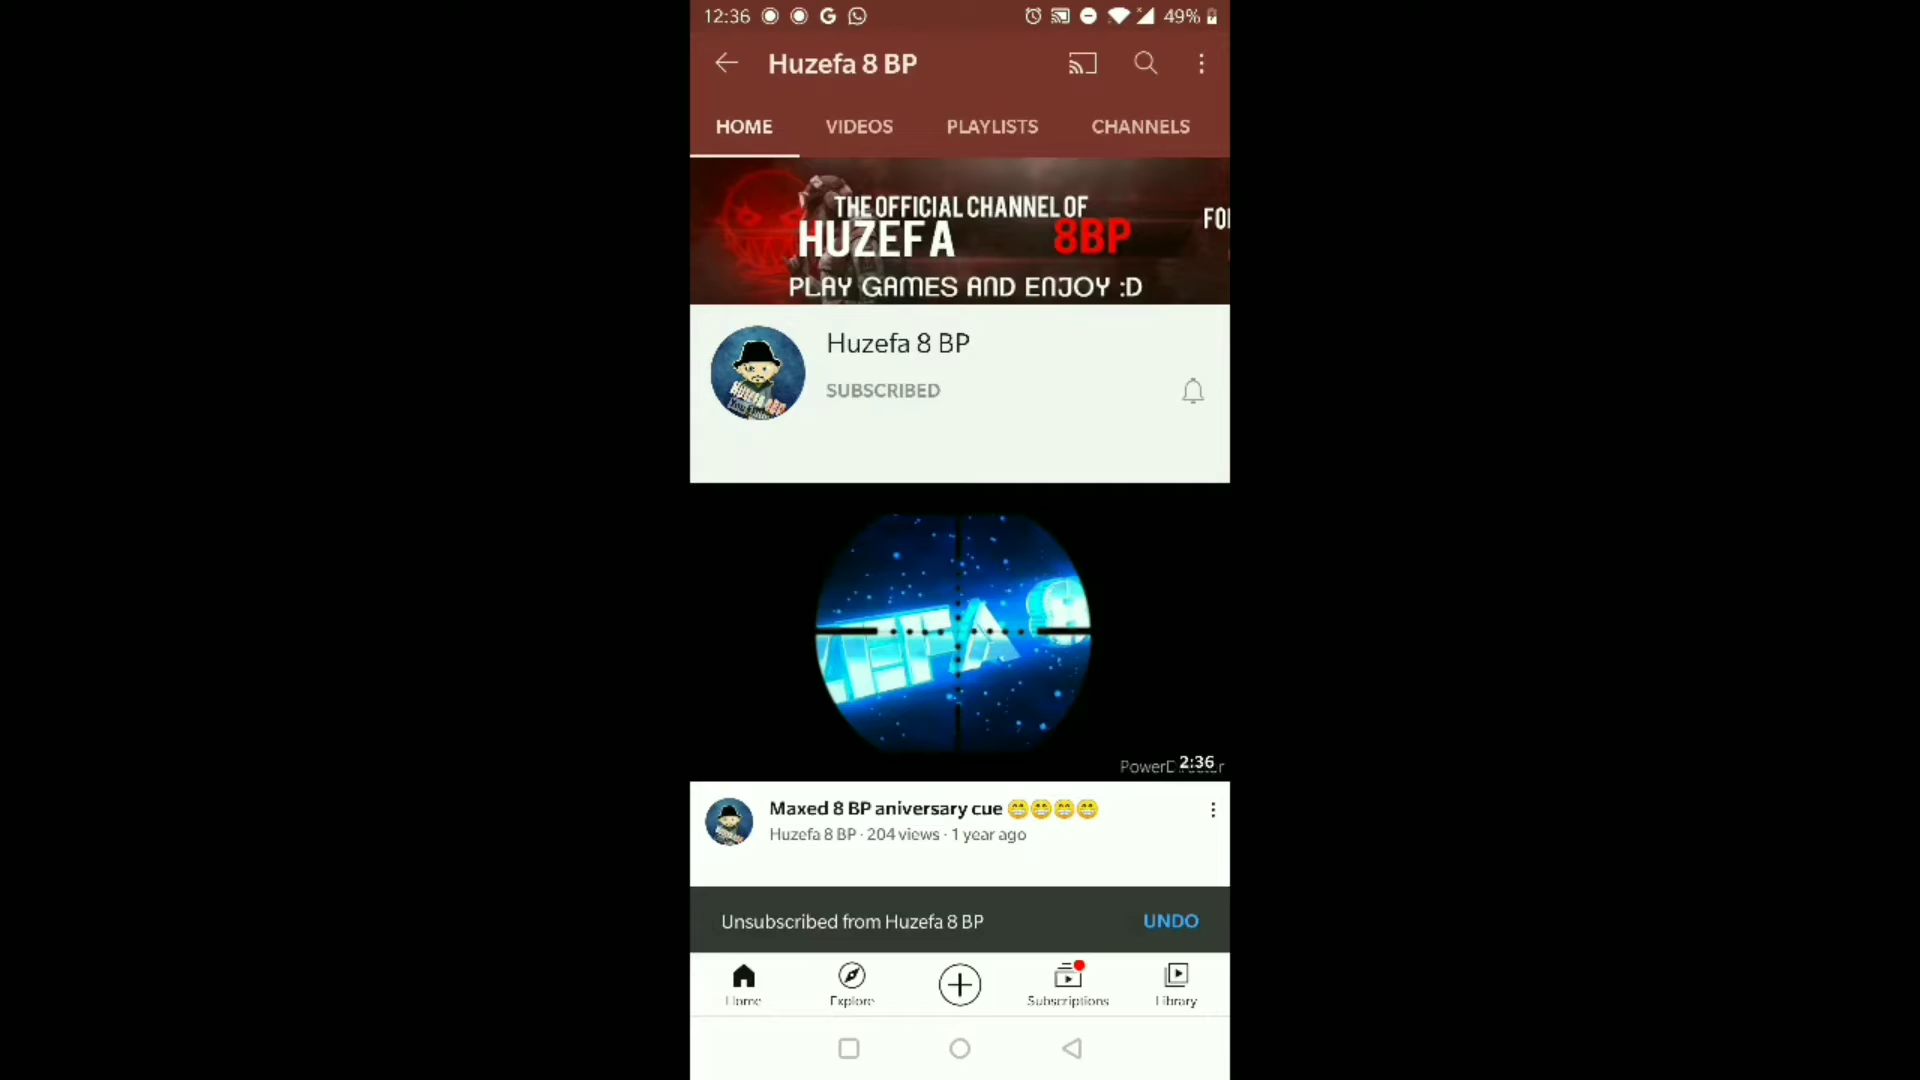 12:36 49%
Huzefa 8 BP
HOME VIDEOS PLAYLISTS CHANNELS
THE OFFICIAL CHANNEL OF
HUZEFA 8BP
PLAY GAMES AND ENJOY :D
Huzefa 8 BP
SUBSCRIBED
2:36
Maxed 8 BP aniversary cue 😁😁😁😁
Huzefa 8 BP · 204 views · 1 year ago
Unsubscribed from Huzefa 8 BP UNDO
Home Explore Subscriptions Library